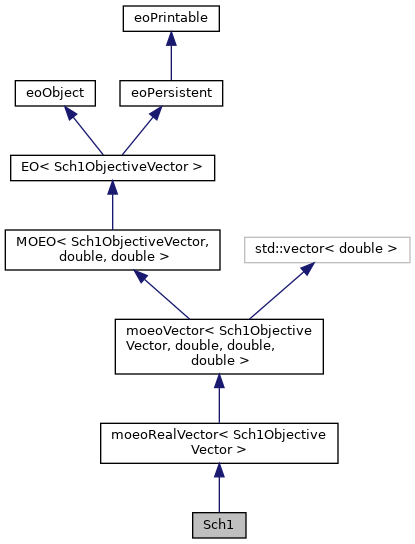 eoPrintable
eoObject
eoPersistent
EO< Sch1ObjectiveVector >
MOEO< Sch1ObjectiveVector,
double, double >
std::vector< double >
moeoVector< Sch1Objective
Vector, double, double,
double >
moeoRealVector< Sch1Objective
Vector >
Sch1